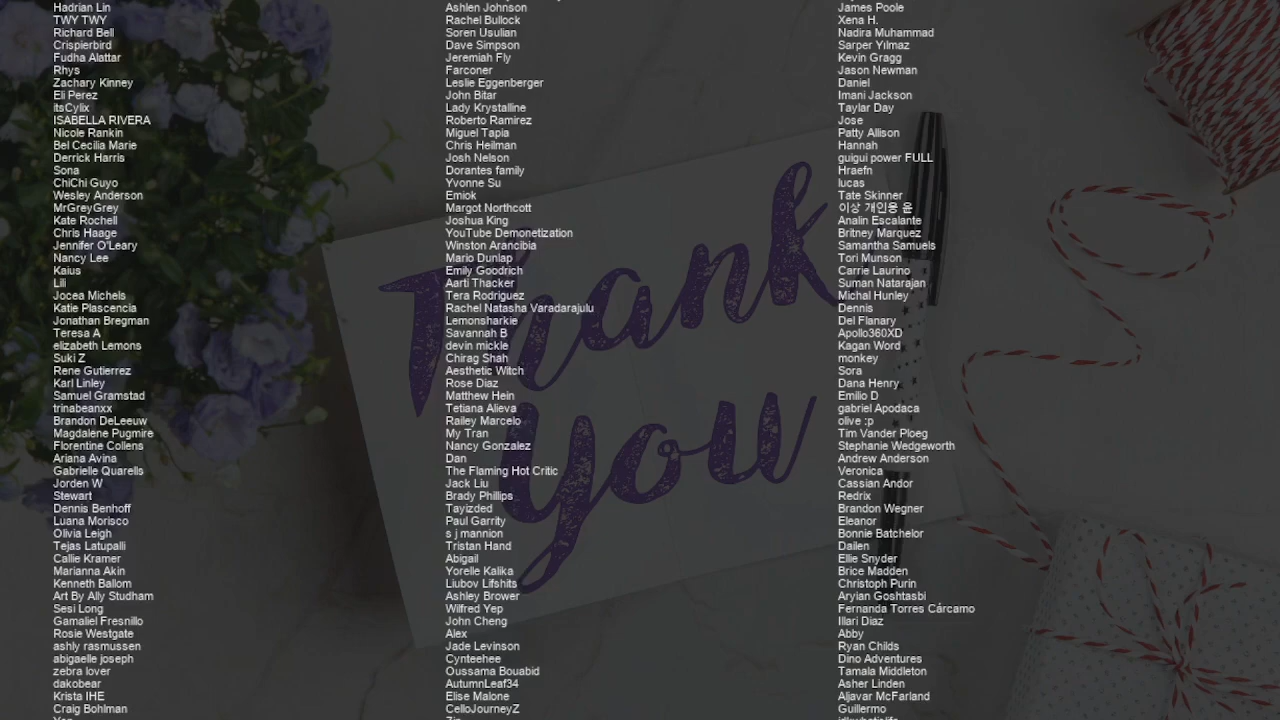 Hadrian Lin
TWY TWY
Richard Bell
Crispierbird
Fudha Alattar
Rhys
Zachary Kinney
Eli Perez
itsCylix
ISABELLA RIVERA
Nicole Rankin
Bel Cecilia Marie
Derrick Harris
Sona
ChiChi Guyo
Wesley Anderson
MrGreyGrey
Kate Rochell
Chris Haage
Jennifer O'Leary
Nancy Lee
Kaius
Lili
Jocea Michels
Katie Plascencia
Jonathan Bregman
Teresa A
elizabeth Lemons
Suki Z
Rene Gutierrez
Karl Linley
Samuel Gramstad
trinabeanxx
Brandon DeLeeuw
Magdalene Pugmire
Florentine Collens
Ariana Avina
Gabrielle Quarells
Jorden W
Stewart
Dennis Benhoff
Luana Morisco
Olivia Leigh
Tejas Latupalli
Callie Kramer
Marianna Akin
Kenneth Ballom
Art By Ally Studham
Sesi Long
Gamaliel Fresnillo
Rosie Westgate
ashly rasmussen
abigaelle joseph
zebra lover
dakobear
Krista IHE
Craig Bohlman
Ashlen Johnson
Rachel Bullock
Soren Usulian
Dave Simpson
Jeremiah Fly
Farconer
Leslie Eggenberger
John Bitar
Lady Krystalline
Roberto Ramirez
Miguel Tapia
Chris Heilman
Josh Nelson
Dorantes family
Yvonne Su
Emiok
Margot Northcott
Joshua King
YouTube Demonetization
Winston Arancibia
Mario Dunlap
Emily Goodrich
Aarti Thacker
Tera Rodriguez
Rachel Natasha Varadarajulu
Lemonsharkie
Savannah B
devin mickle
Chirag Shah
Aesthetic Witch
Rose Diaz
Matthew Hein
Tetiana Alieva
Railey Marcelo
My Tran
Nancy Gonzalez
Dan
The Flaming Hot Critic
Jack Liu
Brady Phillips
Tayizded
Paul Garrity
s j mannion
Tristan Hand
Abigail
Yorelle Kalika
Liubov Lifshits
Ashley Brower
Wilfred Yep
John Cheng
Alex
Jade Levinson
Cynteehee
Oussama Bouabid
AutumnLeaf34
Elise Malone
CelloJourneyZ
James Poole
Xena H.
Nadira Muhammad
Sarper Yılmaz
Kevin Gragg
Jason Newman
Daniel
Imani Jackson
Taylar Day
Jose
Patty Allison
Hannah
guigui power FULL
Hraefn
lucas
Tate Skinner
이상 개인용 윤
Analin Escalante
Britney Marquez
Samantha Samuels
Tori Munson
Carrie Laurino
Suman Natarajan
Michal Hunley
Dennis
Del Flanary
Apollo360XD
Kagan Word
monkey
Sora
Dana Henry
Emilio D
gabriel Apodaca
olive :p
Tim Vander Ploeg
Stephanie Wedgeworth
Andrew Anderson
Veronica
Cassian Andor
Redrix
Brandon Wegner
Eleanor
Bonnie Batchelor
Dailen
Ellie Snyder
Brice Madden
Christoph Purin
Aryian Goshtasbi
Fernanda Torres Cárcamo
Illari Diaz
Abby
Ryan Childs
Dino Adventures
Tamala Middleton
Asher Linden
Aljavar McFarland
Guillermo
Thank
you